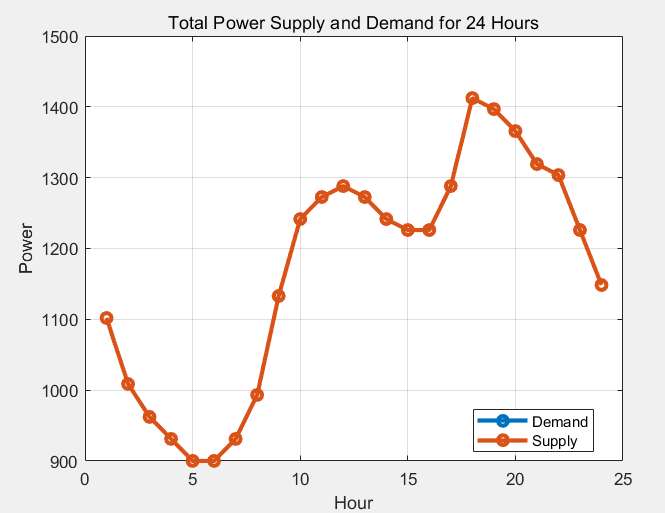 Total Power Supply and Demand for 24 Hours
1500
1400
1300
1200
1100
1000
900
Power
0 5 10 15 20 25
Hour
Demand
Supply